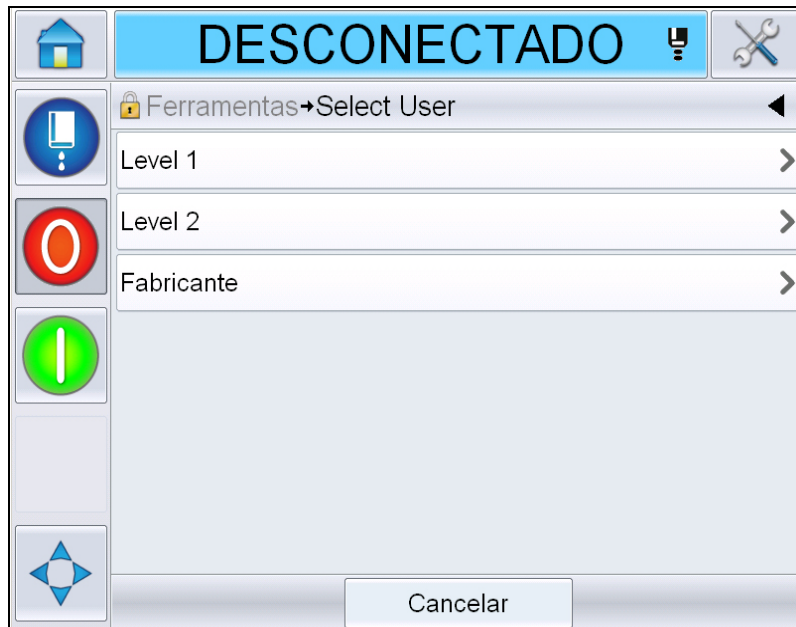 DESCONECTADO
Ferramentas→Select User
Level 1
Level 2
Fabricante
Cancelar